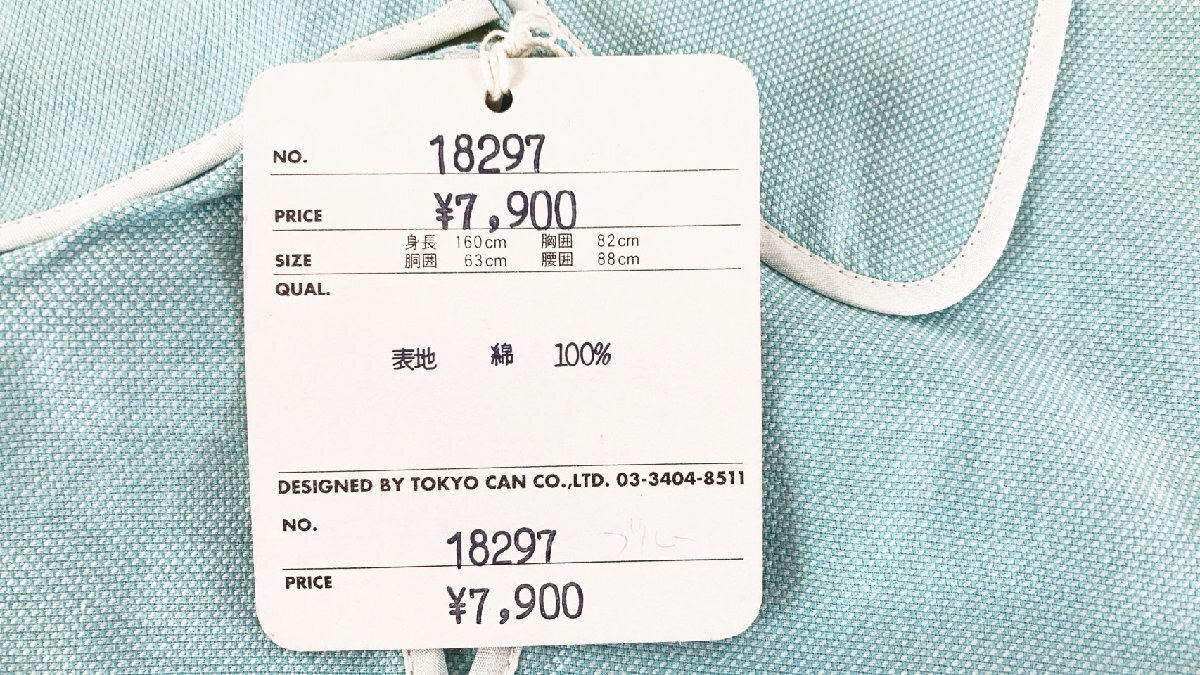 NO. 18297
PRICE ¥7,900
SIZE 身長 160cm 胸囲 82cm
胴囲 63cm 腰囲 88cm
QUAL.
表地 綿 100%
DESIGNED BY TOKYO CAN CO.,LTD. 03-3404-8511
NO. 18297 ブルー
PRICE ¥7,900